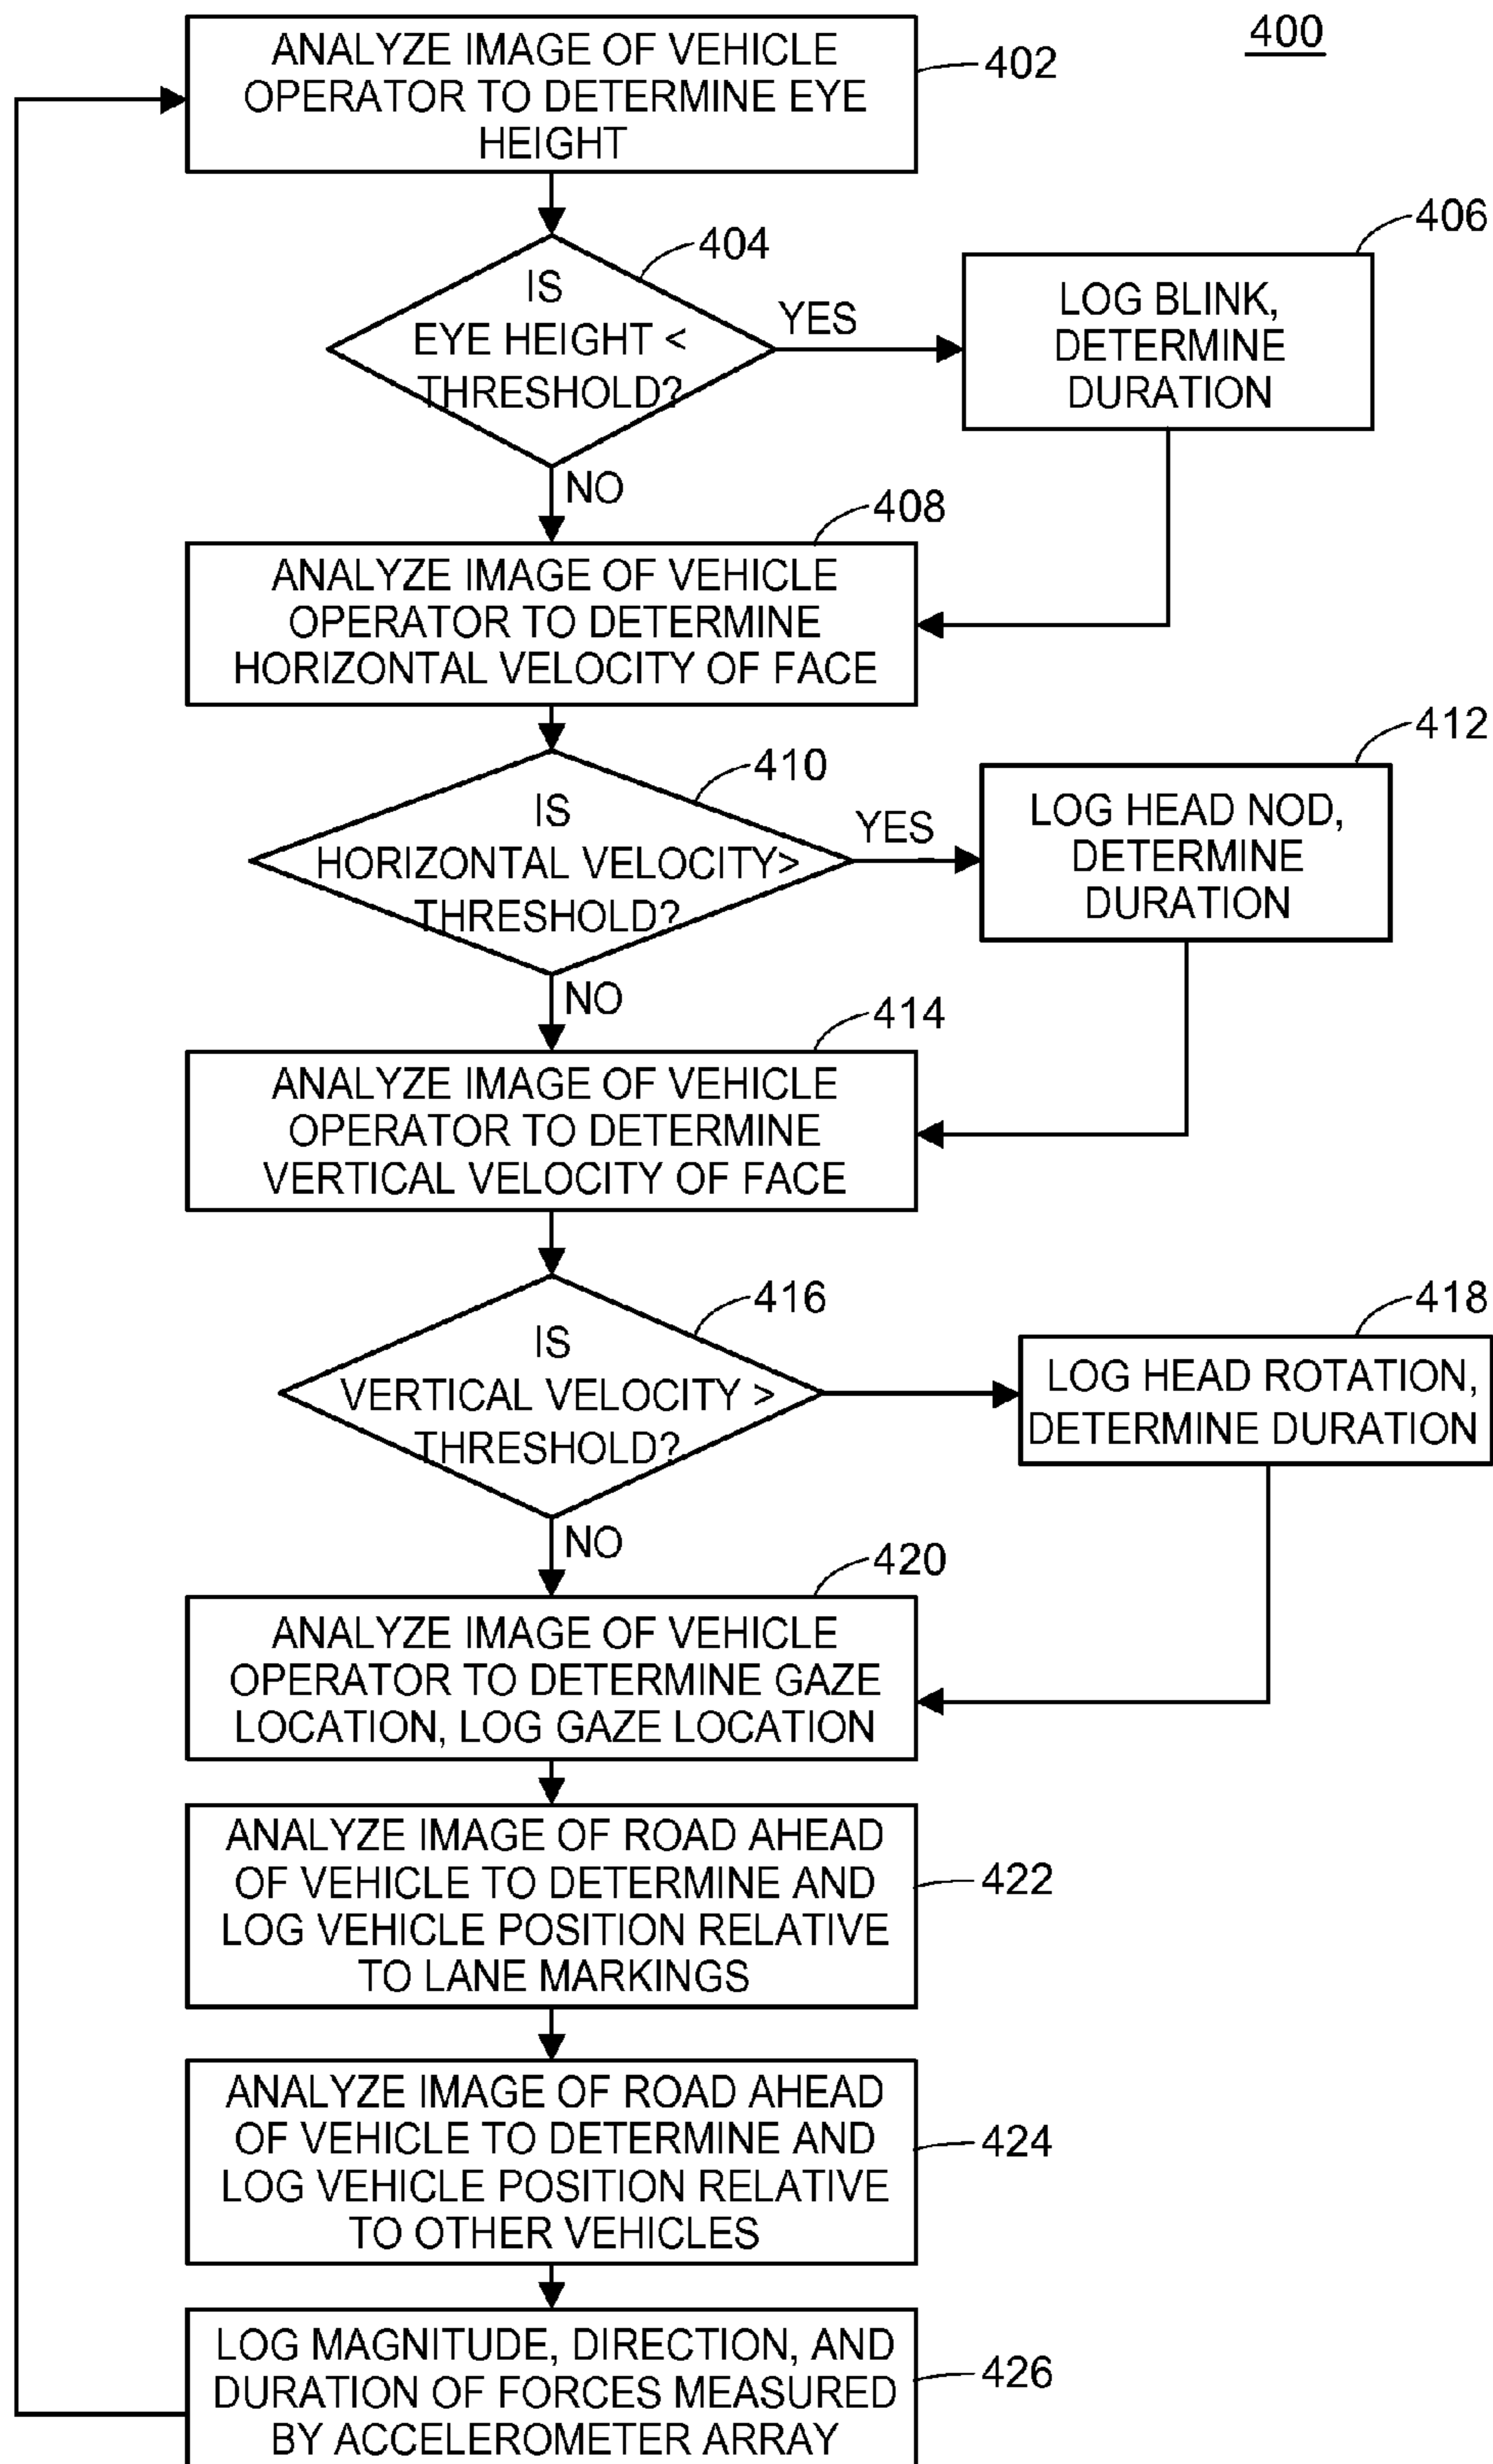 400
ANALYZE IMAGE OF VEHICLE
OPERATOR TO DETERMINE EYE
HEIGHT
402
IS
EYE HEIGHT <
THRESHOLD?
404
YES
LOG BLINK,
DETERMINE
DURATION
406
NO
ANALYZE IMAGE OF VEHICLE
OPERATOR TO DETERMINE
HORIZONTAL VELOCITY OF FACE
408
IS
HORIZONTAL VELOCITY>
THRESHOLD?
410
YES
LOG HEAD NOD,
DETERMINE
DURATION
412
NO
ANALYZE IMAGE OF VEHICLE
OPERATOR TO DETERMINE
VERTICAL VELOCITY OF FACE
414
IS
VERTICAL VELOCITY >
THRESHOLD?
416
LOG HEAD ROTATION,
DETERMINE DURATION
418
NO
ANALYZE IMAGE OF VEHICLE
OPERATOR TO DETERMINE GAZE
LOCATION, LOG GAZE LOCATION
420
ANALYZE IMAGE OF ROAD AHEAD
OF VEHICLE TO DETERMINE AND
LOG VEHICLE POSITION RELATIVE
TO LANE MARKINGS
422
ANALYZE IMAGE OF ROAD AHEAD
OF VEHICLE TO DETERMINE AND
LOG VEHICLE POSITION RELATIVE
TO OTHER VEHICLES
424
LOG MAGNITUDE, DIRECTION, AND
DURATION OF FORCES MEASURED
BY ACCELEROMETER ARRAY
426